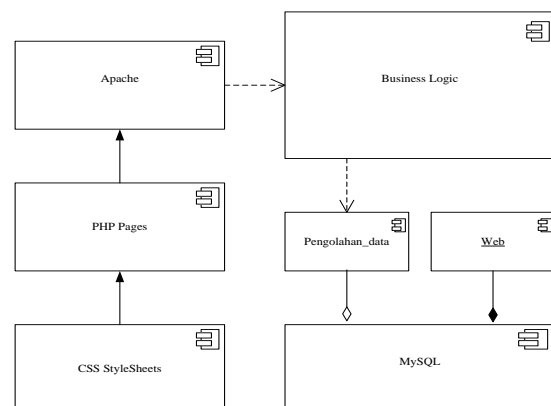 Apache
Business Logic
PHP Pages
Pengolahan_data
Web
CSS StyleSheets
MySQL